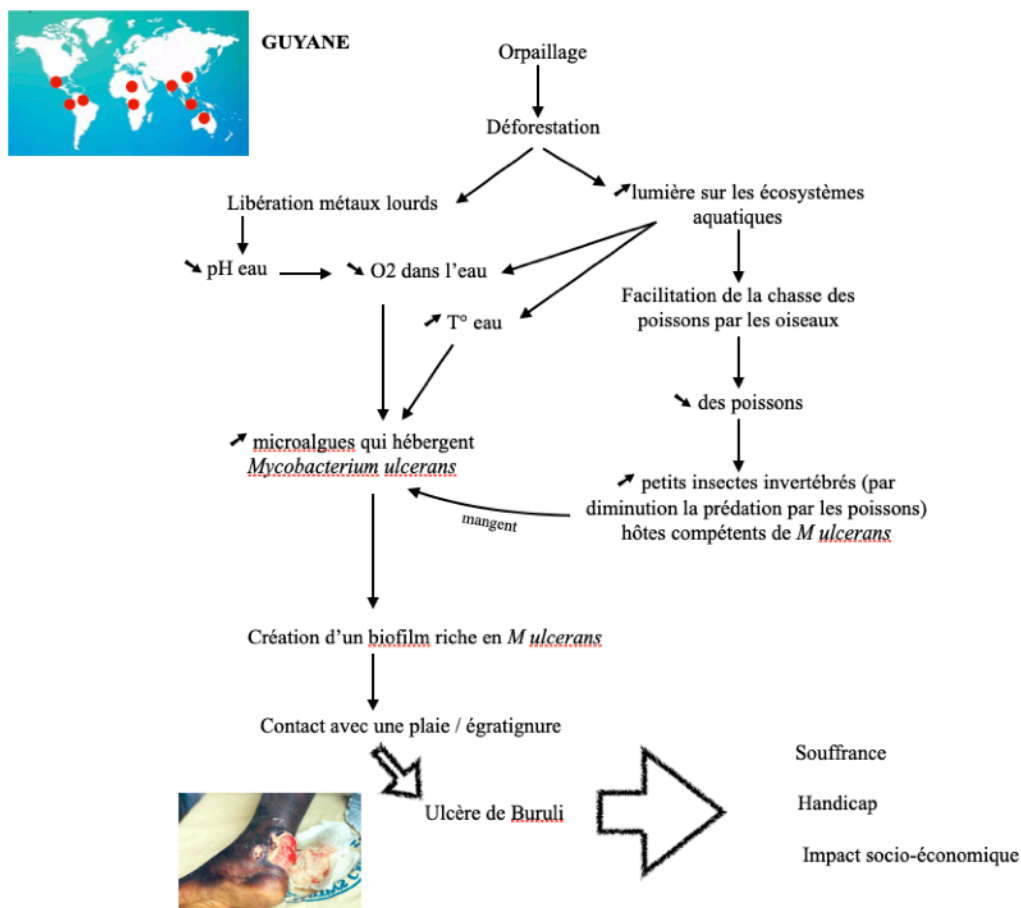 GUYANE
Orpaillage
Déforestation
Libération métaux lourds
lumière sur les écosystèmes
aquatiques
pH eau
O2 dans l'eau
T° eau
Facilitation de la chasse des
poissons par les oiseaux
des poissons
microalgues qui hébergent
Mycobacterium ulcerans
petits insectes invertébrés (par
diminution la prédation par les poissons)
hôtes compétents de M ulcerans
mangent
Création d'un biofilm riche en M ulcerans
Contact avec une plaie / égratignure
Ulcère de Buruli
Souffrance
Handicap
Impact socio-économique